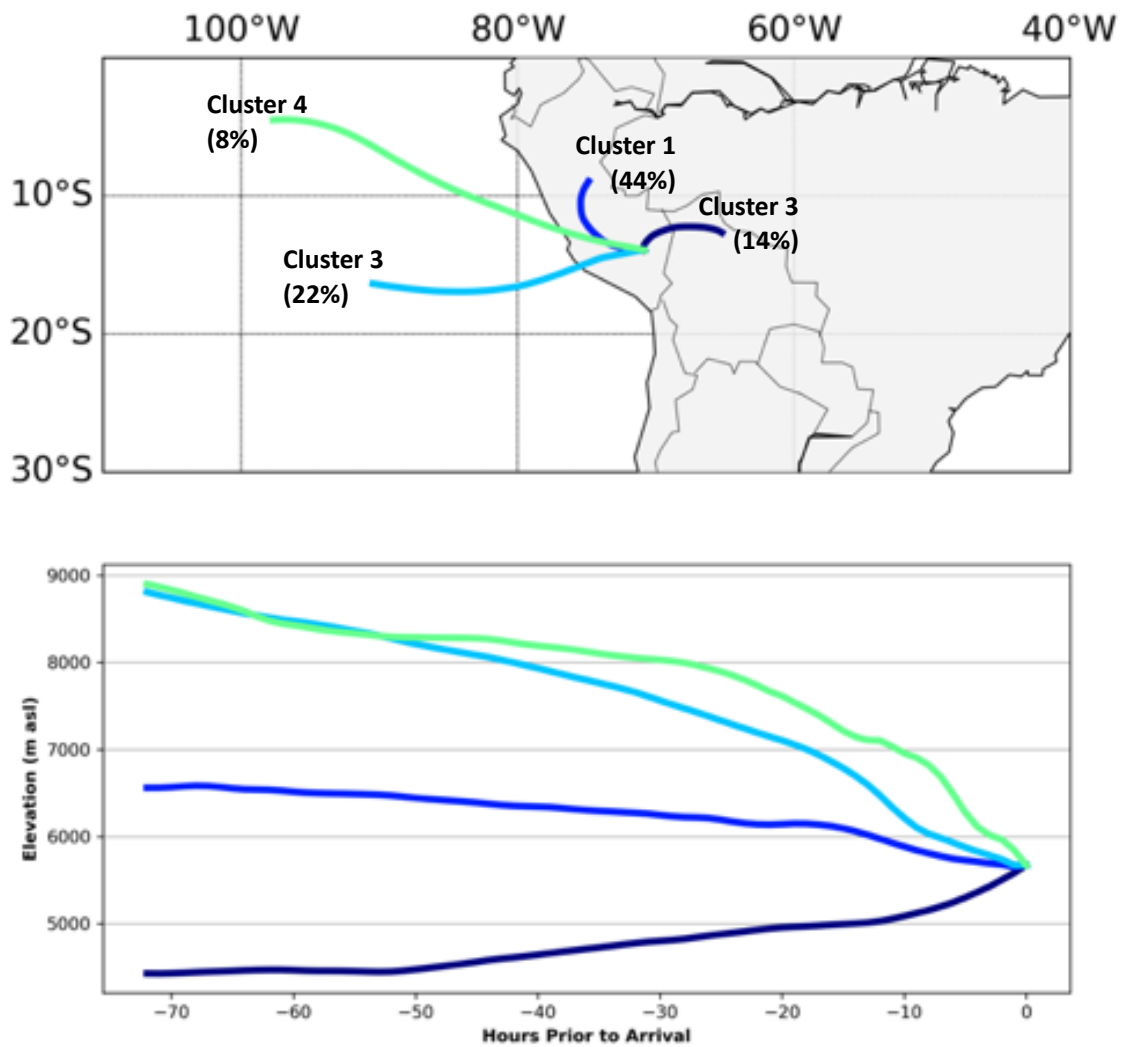 100°W 80°W 60°W 40°W
Cluster 4
(8%)
Cluster 1
(44%)
10°S
Cluster 3
(14%)
Cluster 3
(22%)
20°S
30°S
9000
8000
7000
6000
5000
Elevation (m asl)
−70 −60 −50 −40 −30 −20 −10 0
Hours Prior to Arrival